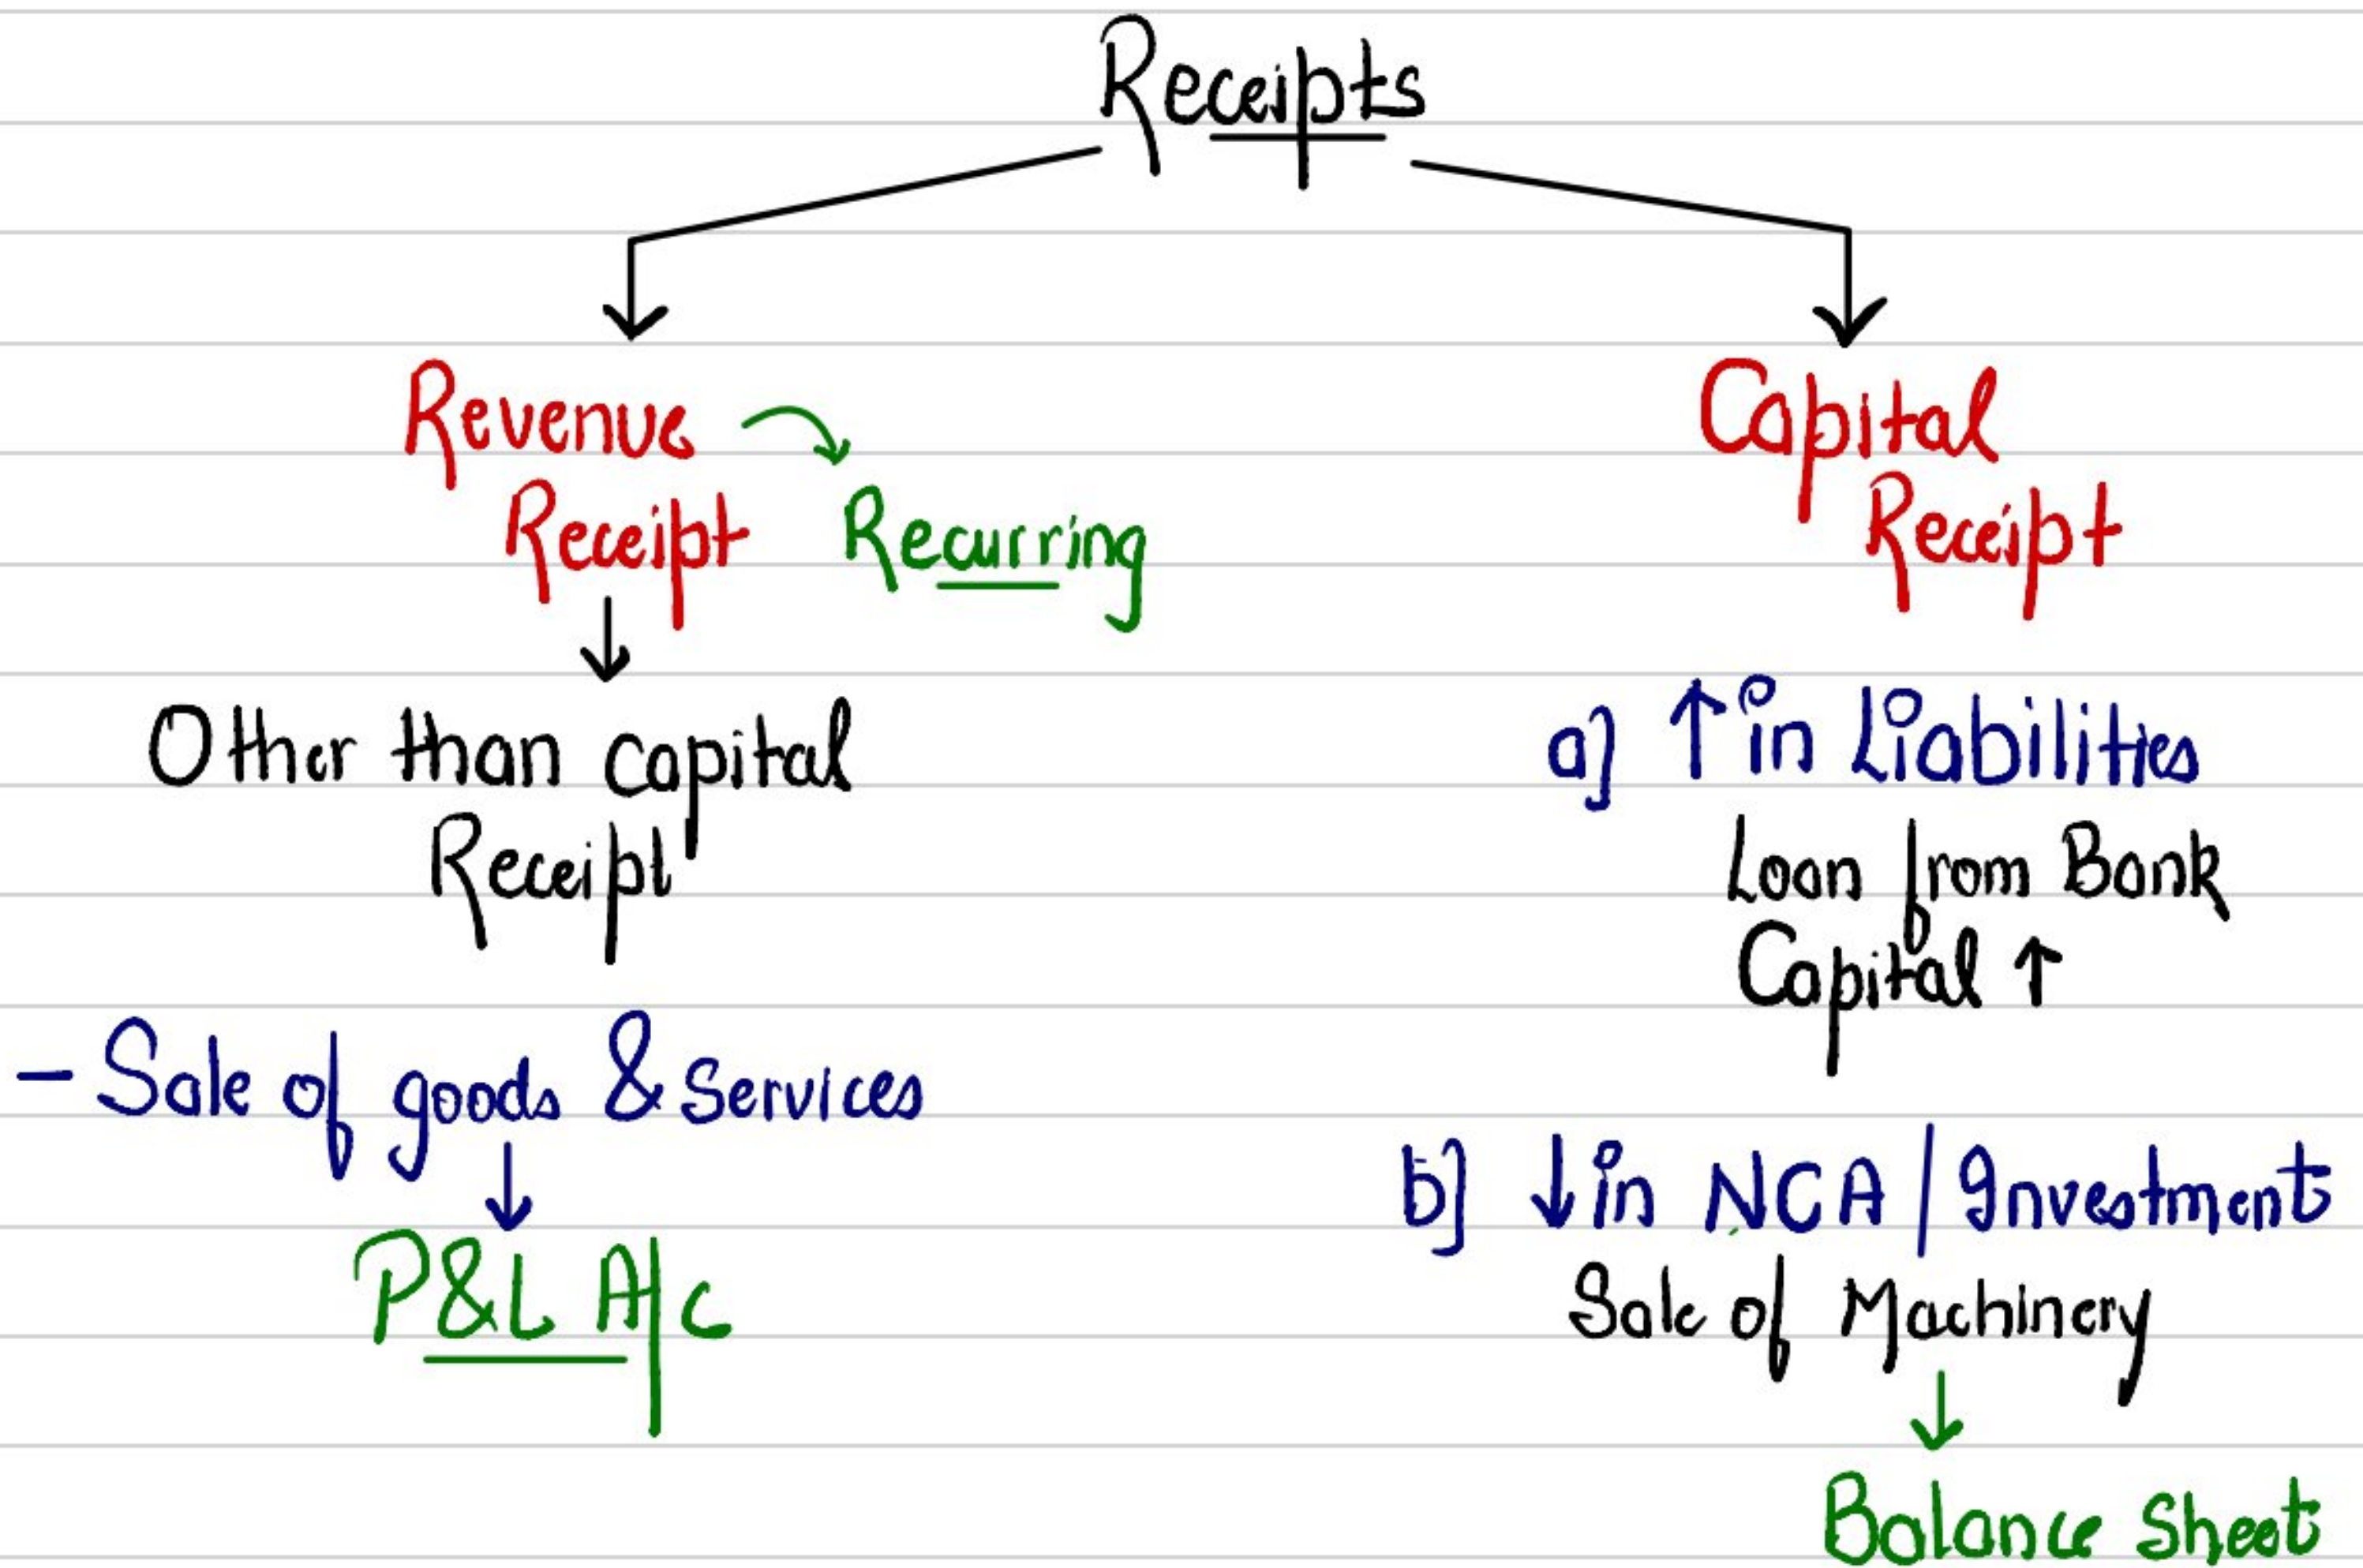 Receipts
Revenue
Receipt
Recurring
Other than capital
Receipt
- Sale of goods & services
↓
P&L A/c
Capital
Receipt
a] ↑ in Liabilities
Loan from Bank
Capital ↑
b] ↓ in NCA / Investment
Sale of Machinery
↓
Balance Sheet